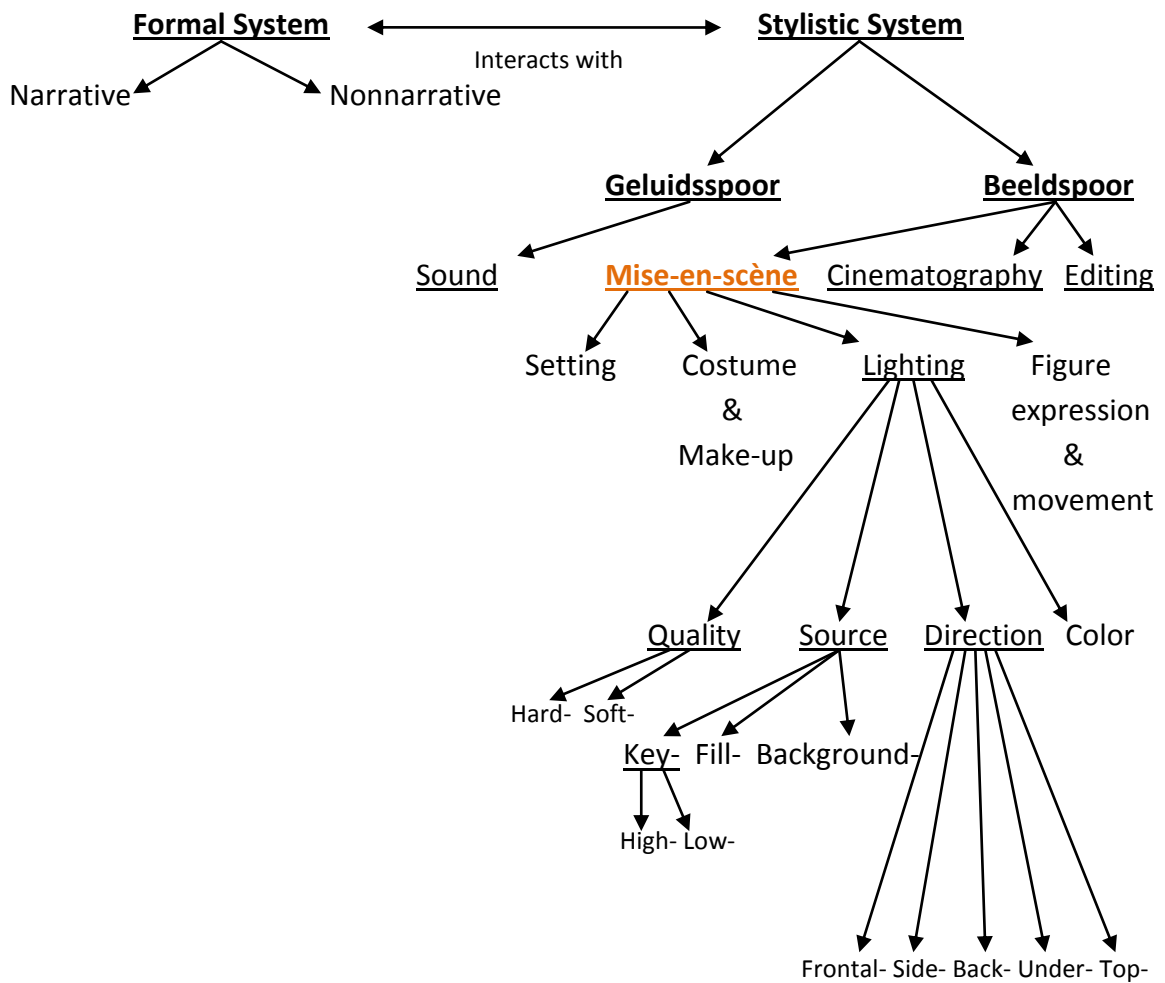 Formal System
Stylistic System
Interacts with
Narrative
Nonnarrative
Geluidsspoor
Beeldspoor
Sound
Mise-en-scène
Cinematography
Editing
Setting
Costume
&
Make-up
Lighting
Figure
expression
&
movement
Quality
Source
Direction
Color
Hard-
Soft-
Key-
Fill-
Background-
High-
Low-
Frontal-
Side-
Back-
Under-
Top-